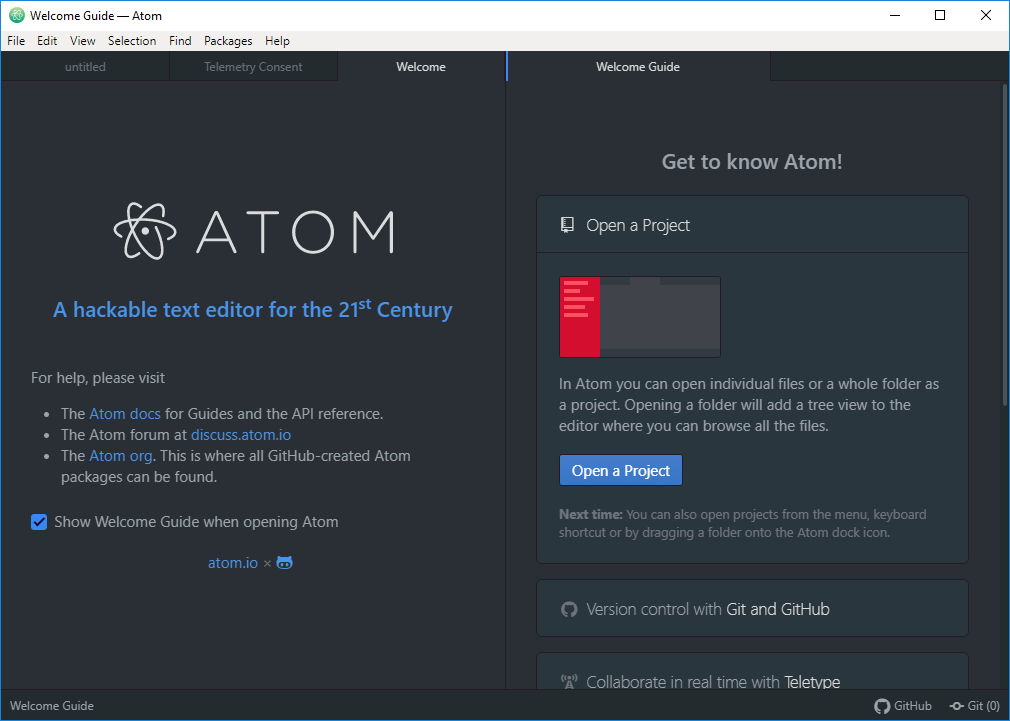 Welcome Guide — Atom
File Edit View Selection Find Packages Help
untitled Telemetry Consent Welcome Welcome Guide
ATOM
A hackable text editor for the 21st Century
For help, please visit
• The Atom docs for Guides and the API reference.
• The Atom forum at discuss.atom.io
• The Atom org. This is where all GitHub-created Atom
packages can be found.
Show Welcome Guide when opening Atom
atom.io ×
Get to know Atom!
Open a Project
In Atom you can open individual files or a whole folder as
a project. Opening a folder will add a tree view to the
editor where you can browse all the files.
Open a Project
Next time: You can also open projects from the menu, keyboard
shortcut or by dragging a folder onto the Atom dock icon.
Version control with Git and GitHub
Collaborate in real time with Teletype
Welcome Guide GitHub Git (0)